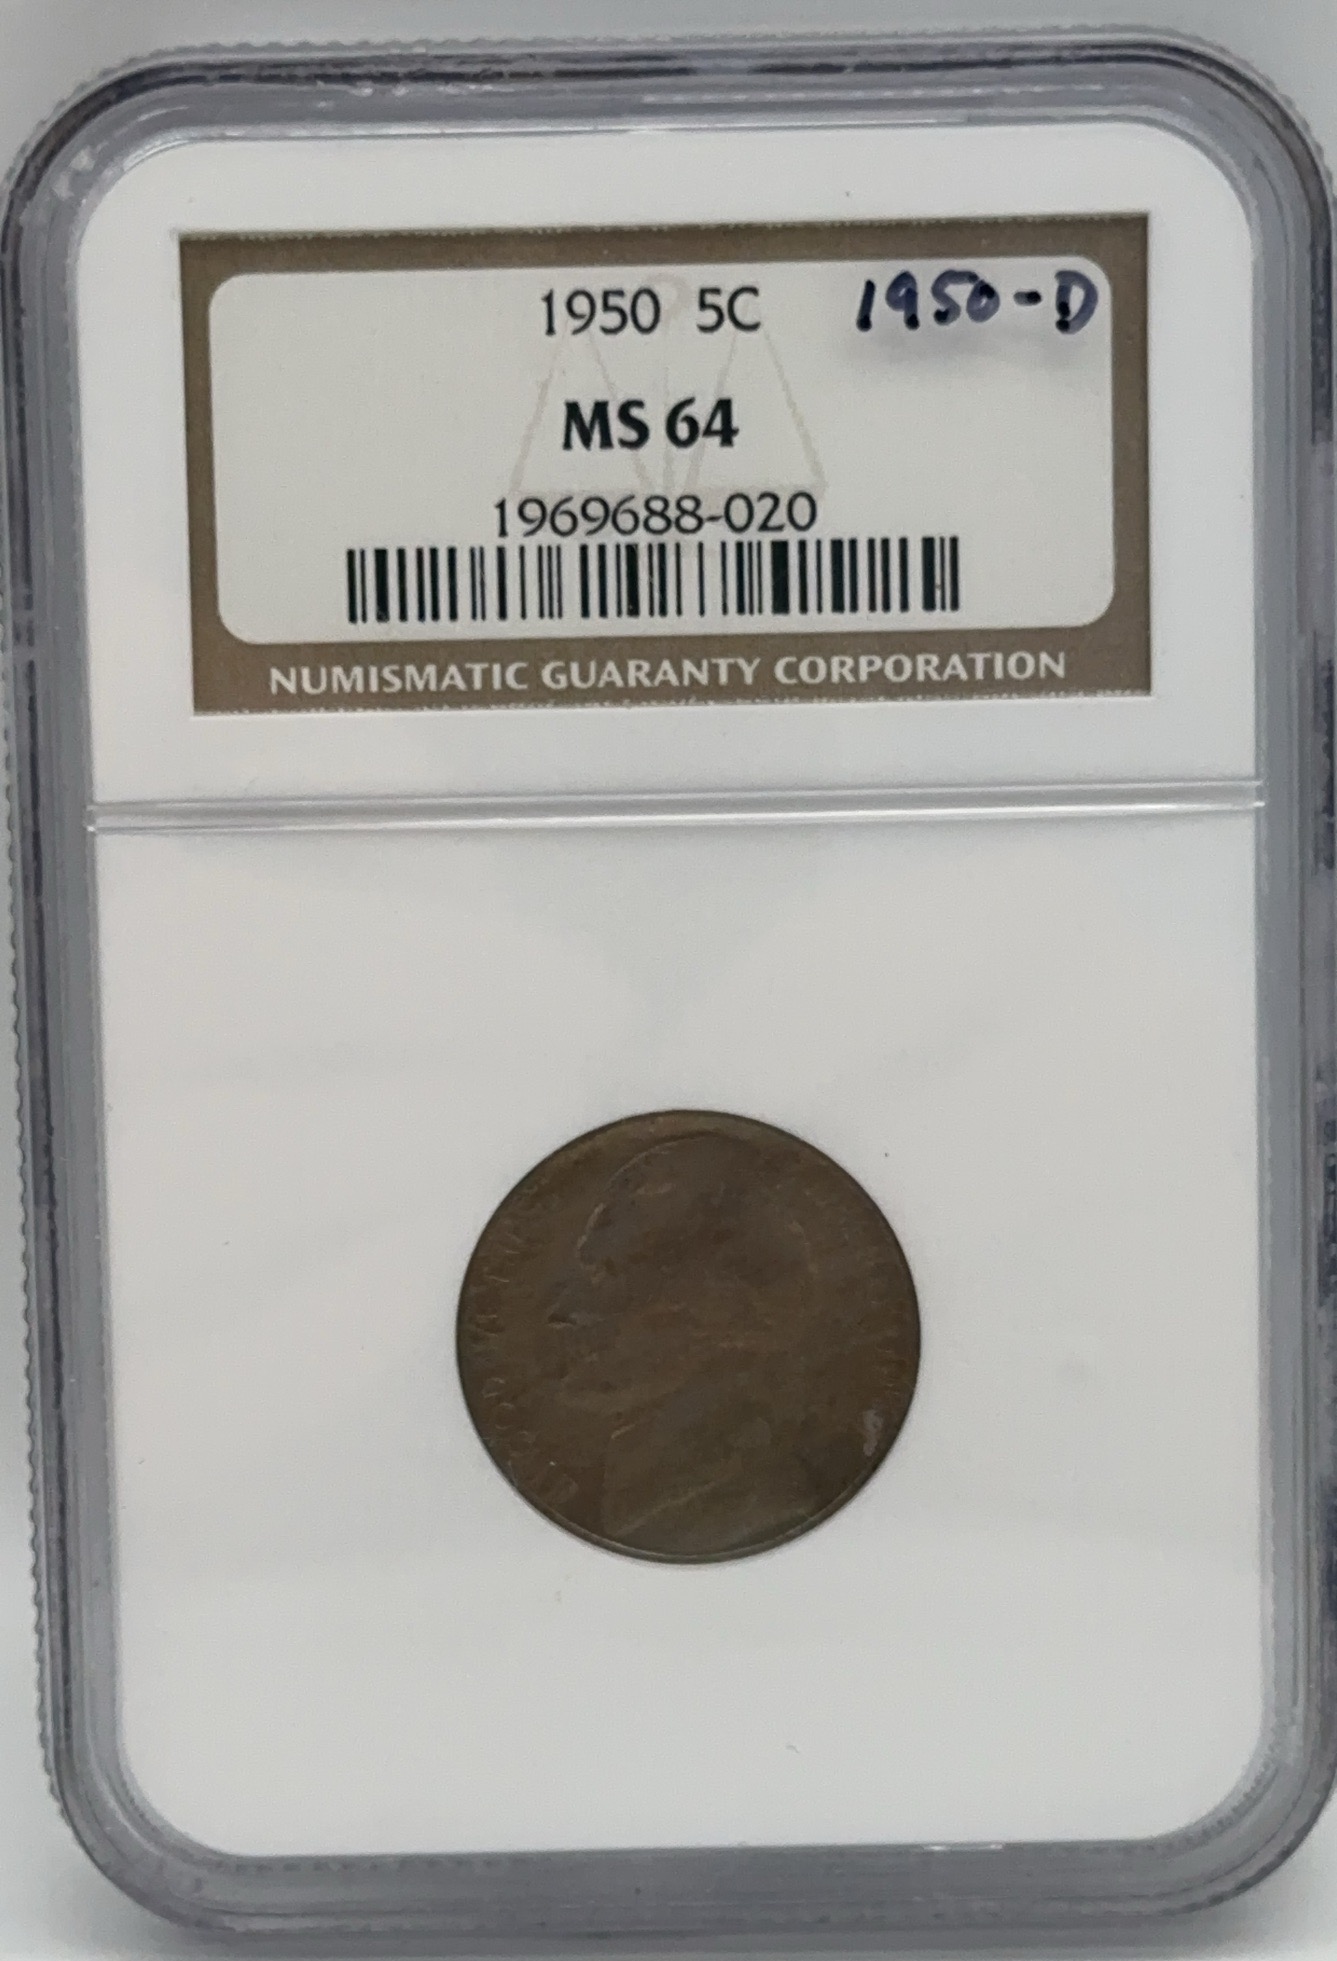 1950 5C 1950-D
MS 64
1969688-020
NUMISMATIC GUARANTY CORPORATION